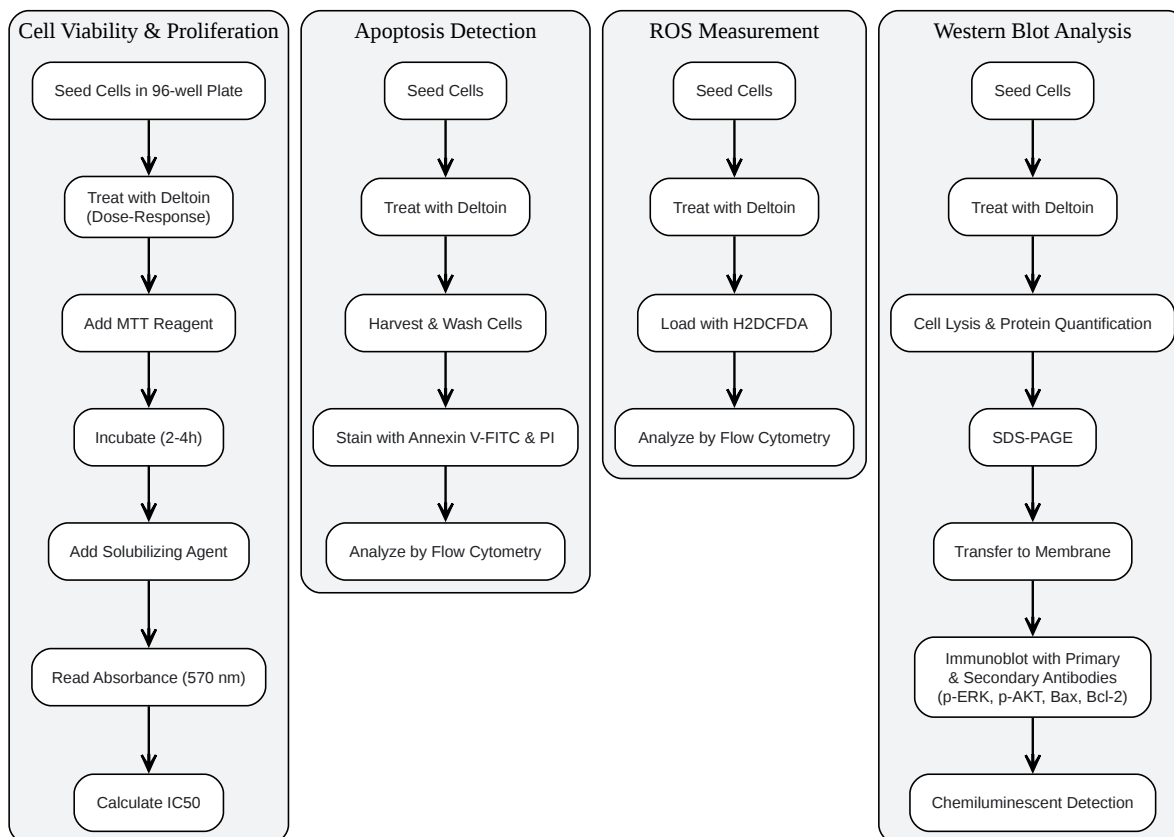 Cell Viability & Proliferation
Seed Cells in 96-well Plate
Treat with Deltoin
(Dose-Response)
Add MTT Reagent
Incubate (2-4h)
Add Solubilizing Agent
Read Absorbance (570 nm)
Calculate IC50
Apoptosis Detection
Seed Cells
Treat with Deltoin
Harvest & Wash Cells
Stain with Annexin V-FITC & PI
Analyze by Flow Cytometry
ROS Measurement
Seed Cells
Treat with Deltoin
Load with H2DCFDA
Analyze by Flow Cytometry
Western Blot Analysis
Seed Cells
Treat with Deltoin
Cell Lysis & Protein Quantification
SDS-PAGE
Transfer to Membrane
Immunoblot with Primary
& Secondary Antibodies
(p-ERK, p-AKT, Bax, Bcl-2)
Chemiluminescent Detection